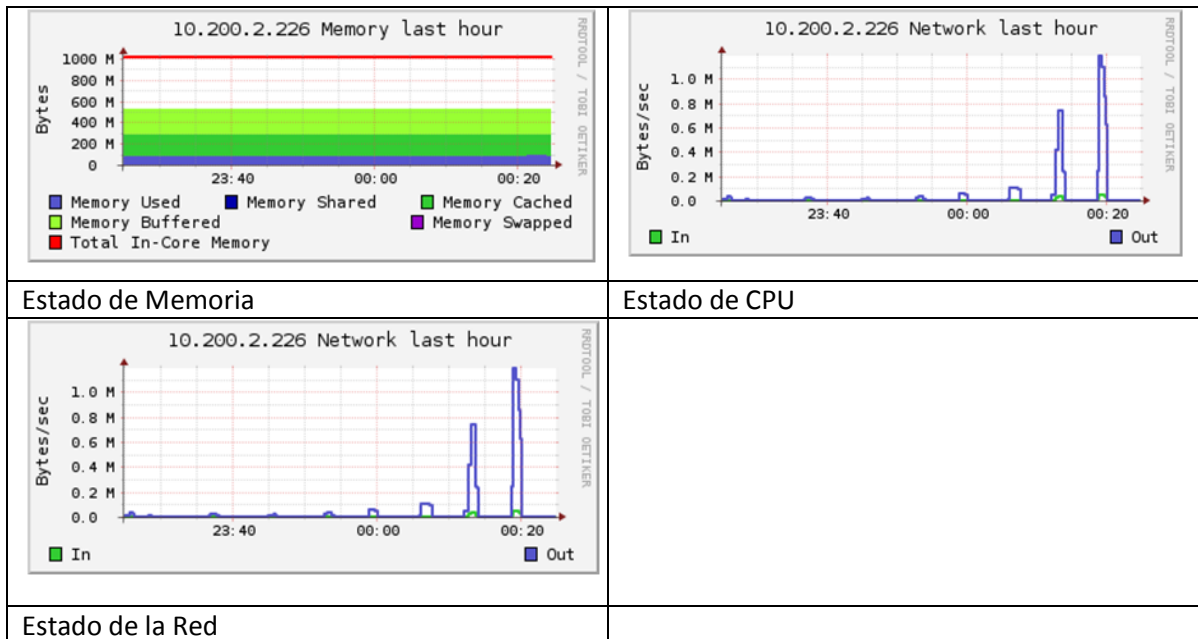 10.200.2.226 Memory last hour
RRDTOOL / TOBI OETIKER
Bytes
1000 M
800 M
600 M
400 M
200 M
0
23:40 00:00 00:20
Memory Used Memory Shared Memory Cached
Memory Buffered Memory Swapped
Total In-Core Memory
Estado de Memoria
10.200.2.226 Network last hour
RRDTOOL / TOBI OETIKER
Bytes/sec
1.0 M
0.8 M
0.6 M
0.4 M
0.2 M
0.0
23:40 00:00 00:20
In Out
Estado de CPU
10.200.2.226 Network last hour
RRDTOOL / TOBI OETIKER
Bytes/sec
1.0 M
0.8 M
0.6 M
0.4 M
0.2 M
0.0
23:40 00:00 00:20
In Out
Estado de la Red